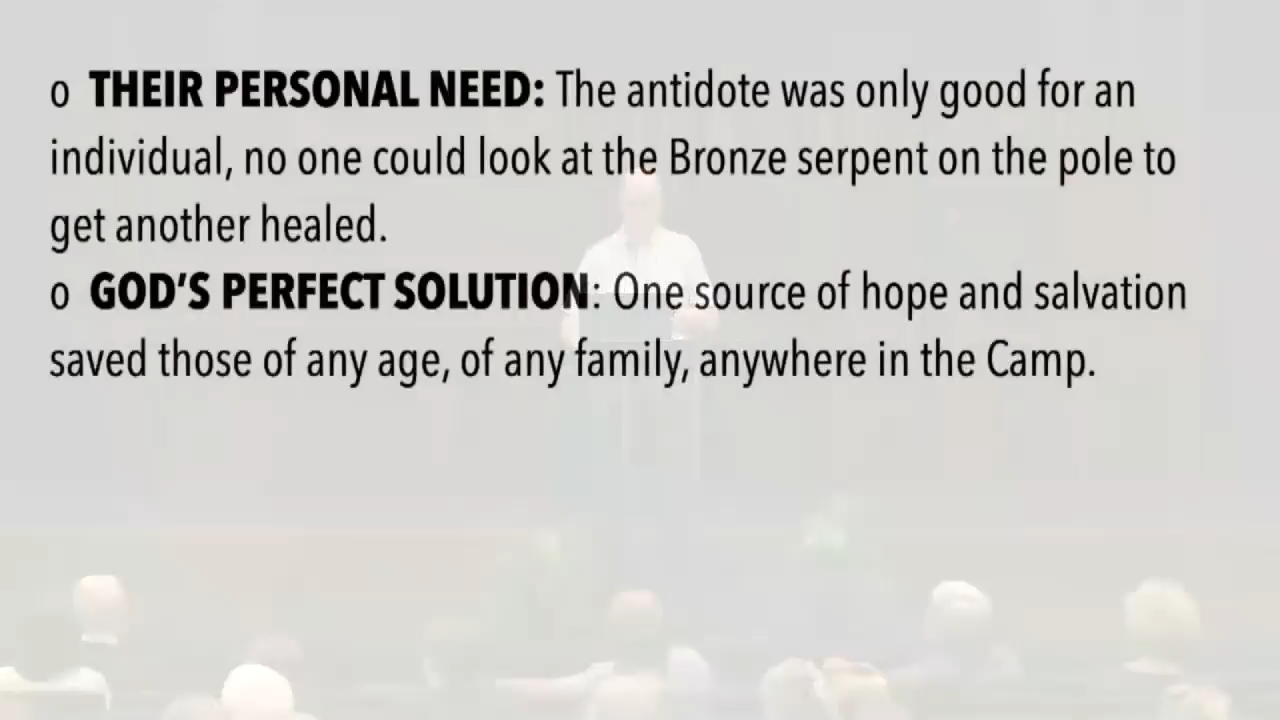 o THEIR PERSONAL NEED: The antidote was only good for an
individual, no one could look at the Bronze serpent on the pole to
get another healed.
o GOD'S PERFECT SOLUTION: One source of hope and salvation
saved those of any age, of any family, anywhere in the Camp.